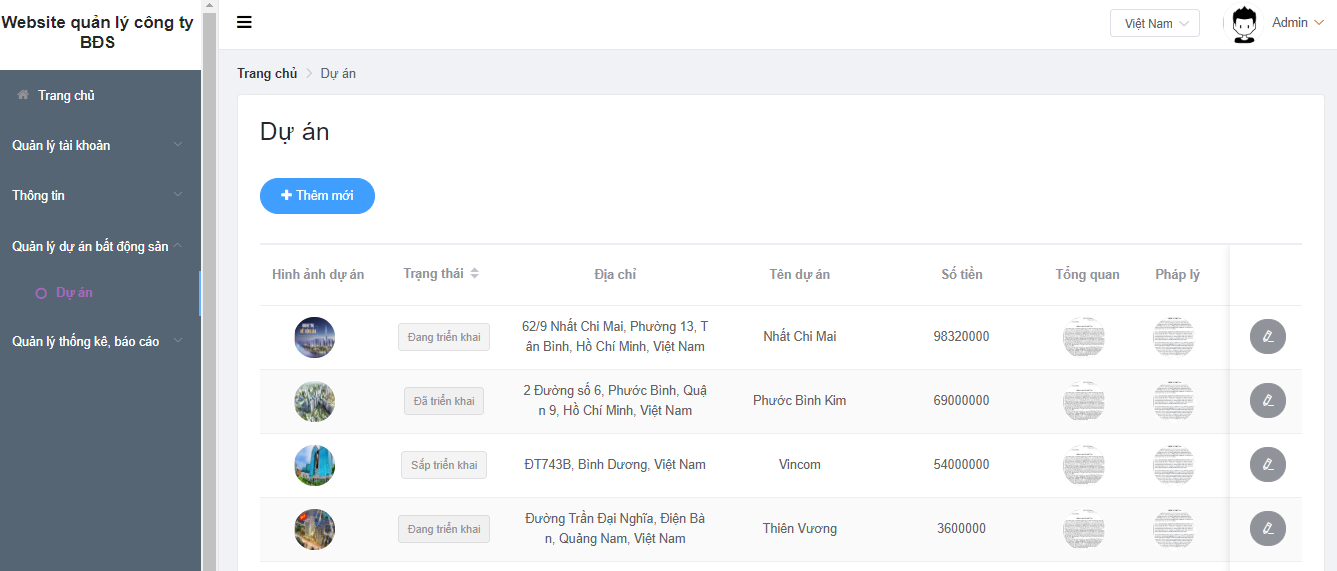 Website quản lý công ty
BĐS
Việt Nam
Admin
Trang chủ
Quản lý tài khoản
Thông tin
Quản lý dự án bất động sản
Dự án
Quản lý thống kê, báo cáo
Trang chủ > Dự án
Dự án
+ Thêm mới
Hình ảnh dự án Trạng thái Địa chỉ Tên dự án Số tiền Tổng quan Pháp lý
Đang triển khai
62/9 Nhất Chi Mai, Phường 13, T
ân Bình, Hồ Chí Minh, Việt Nam
Nhất Chi Mai
98320000
Đã triển khai
2 Đường số 6, Phước Bình, Quậ
n 9, Hồ Chí Minh, Việt Nam
Phước Bình Kim
69000000
Sắp triển khai
ĐT743B, Bình Dương, Việt Nam
Vincom
54000000
Đang triển khai
Đường Trần Đại Nghĩa, Điện Bà
n, Quảng Nam, Việt Nam
Thiên Vương
3600000